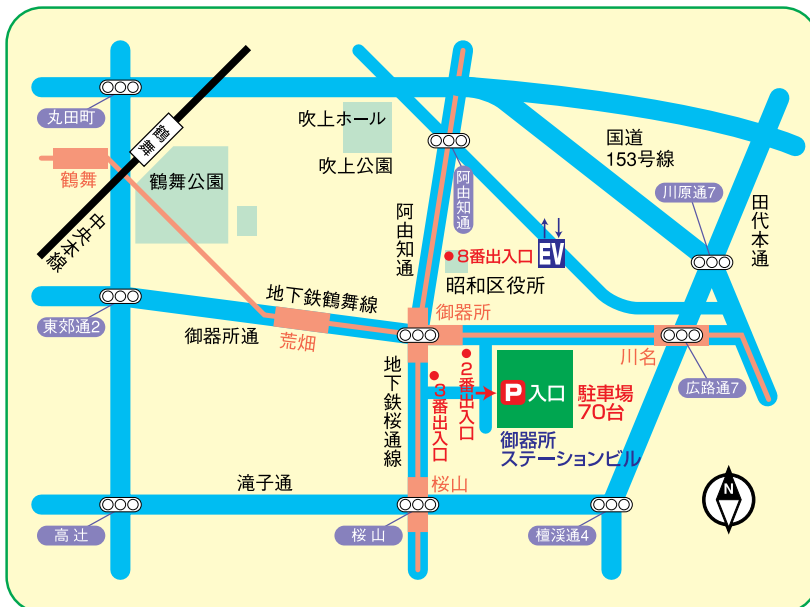 丸田町
鶴舞
鶴舞
中央本線
鶴舞公園
吹上ホール
吹上公園
阿由知通
阿由知通
国道
153号線
川原通7
田代本通
8番出入口
EV
昭和区役所
御器所
東郊通2
地下鉄鶴舞線
御器所通
荒畑
川名
広路通7
地下鉄桜通線
3番出入口
2番出入口
P入口
駐車場
70台
御器所
ステーションビル
滝子通
桜山
高辻
桜山
檀渓通4
N